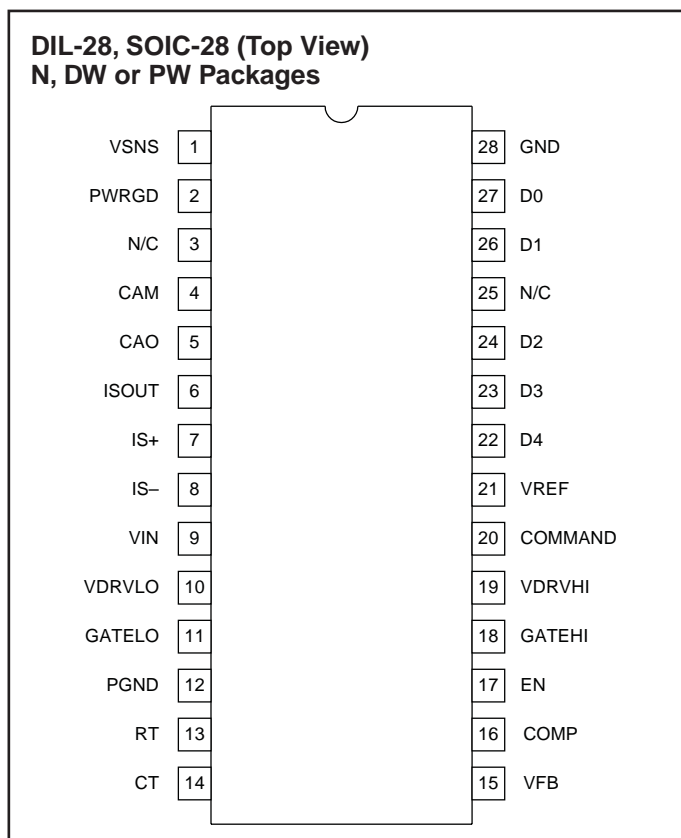 DIL-28, SOIC-28 (Top View)
N, DW or PW Packages
VSNS 1 28 GND
PWRGD 2 27 D0
N/C 3 26 D1
CAM 4 25 N/C
CAO 5 24 D2
ISOUT 6 23 D3
IS+ 7 22 D4
IS– 8 21 VREF
VIN 9 20 COMMAND
VDRVLO 10 19 VDRVHI
GATELO 11 18 GATEHI
PGND 12 17 EN
RT 13 16 COMP
CT 14 15 VFB